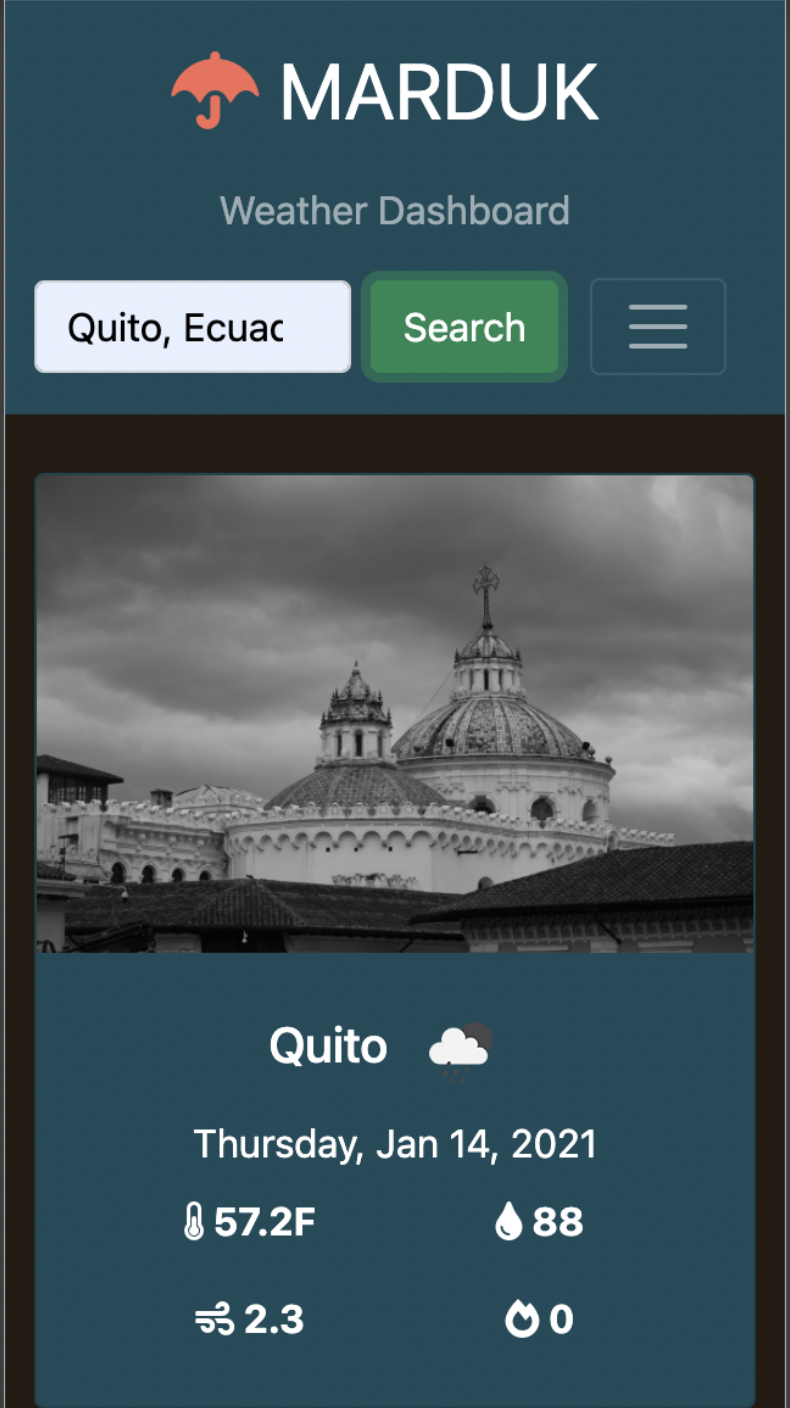 MARDUK
Weather Dashboard
Quito, Ecuac
Search
Quito
Thursday, Jan 14, 2021
57.2F 88
2.3 0